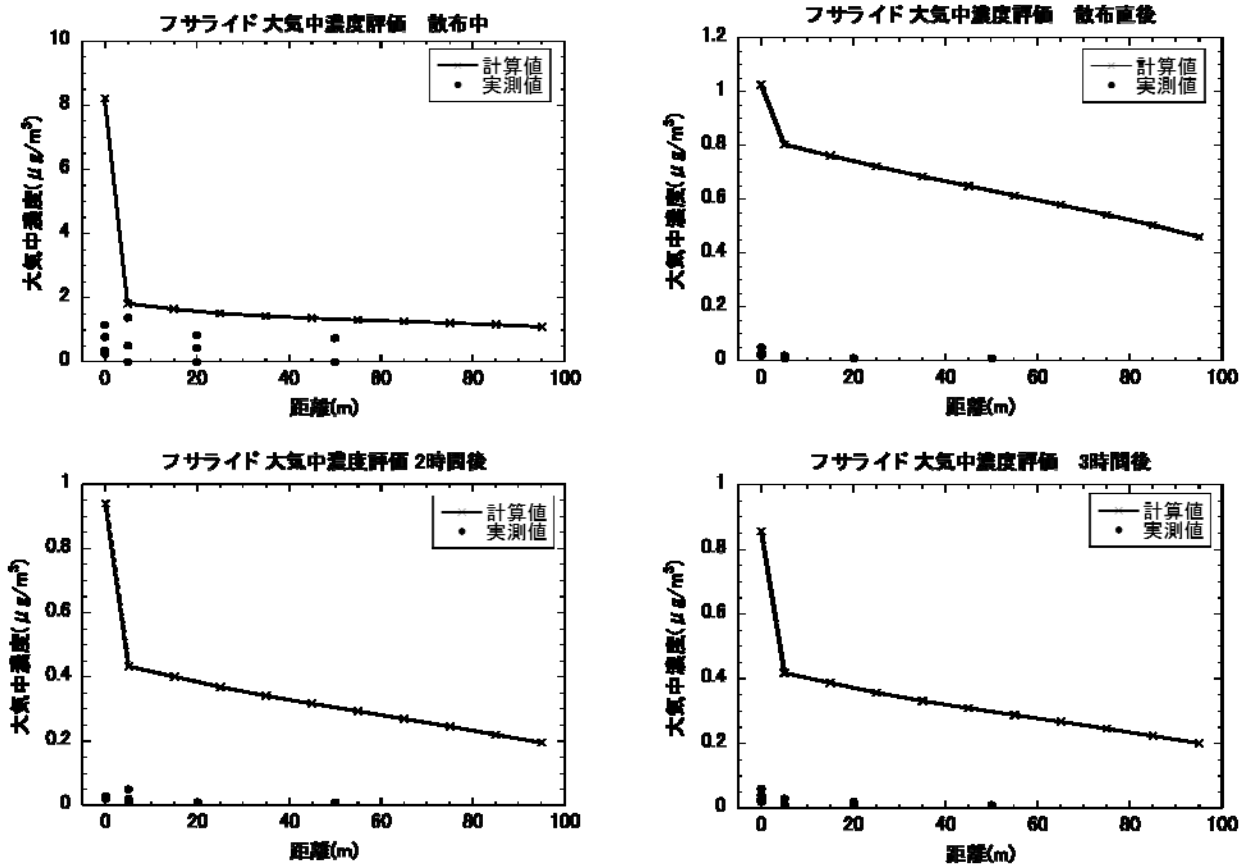 フサライド 大気中濃度評価 散布中
10
8
6
4
2
0
大気中濃度(μg/m³)
計算値
実測値
0 20 40 60 80 100
距離(m)
フサライド 大気中濃度評価 散布直後
1.2
1
0.8
0.6
0.4
0.2
0
大気中濃度(μg/m³)
計算値
実測値
0 20 40 60 80 100
距離(m)
フサライド 大気中濃度評価 2時間後
1
0.8
0.6
0.4
0.2
0
大気中濃度(μg/m³)
計算値
実測値
0 20 40 60 80 100
距離(m)
フサライド 大気中濃度評価 3時間後
1
0.8
0.6
0.4
0.2
0
大気中濃度(μg/m³)
計算値
実測値
0 20 40 60 80 100
距離(m)